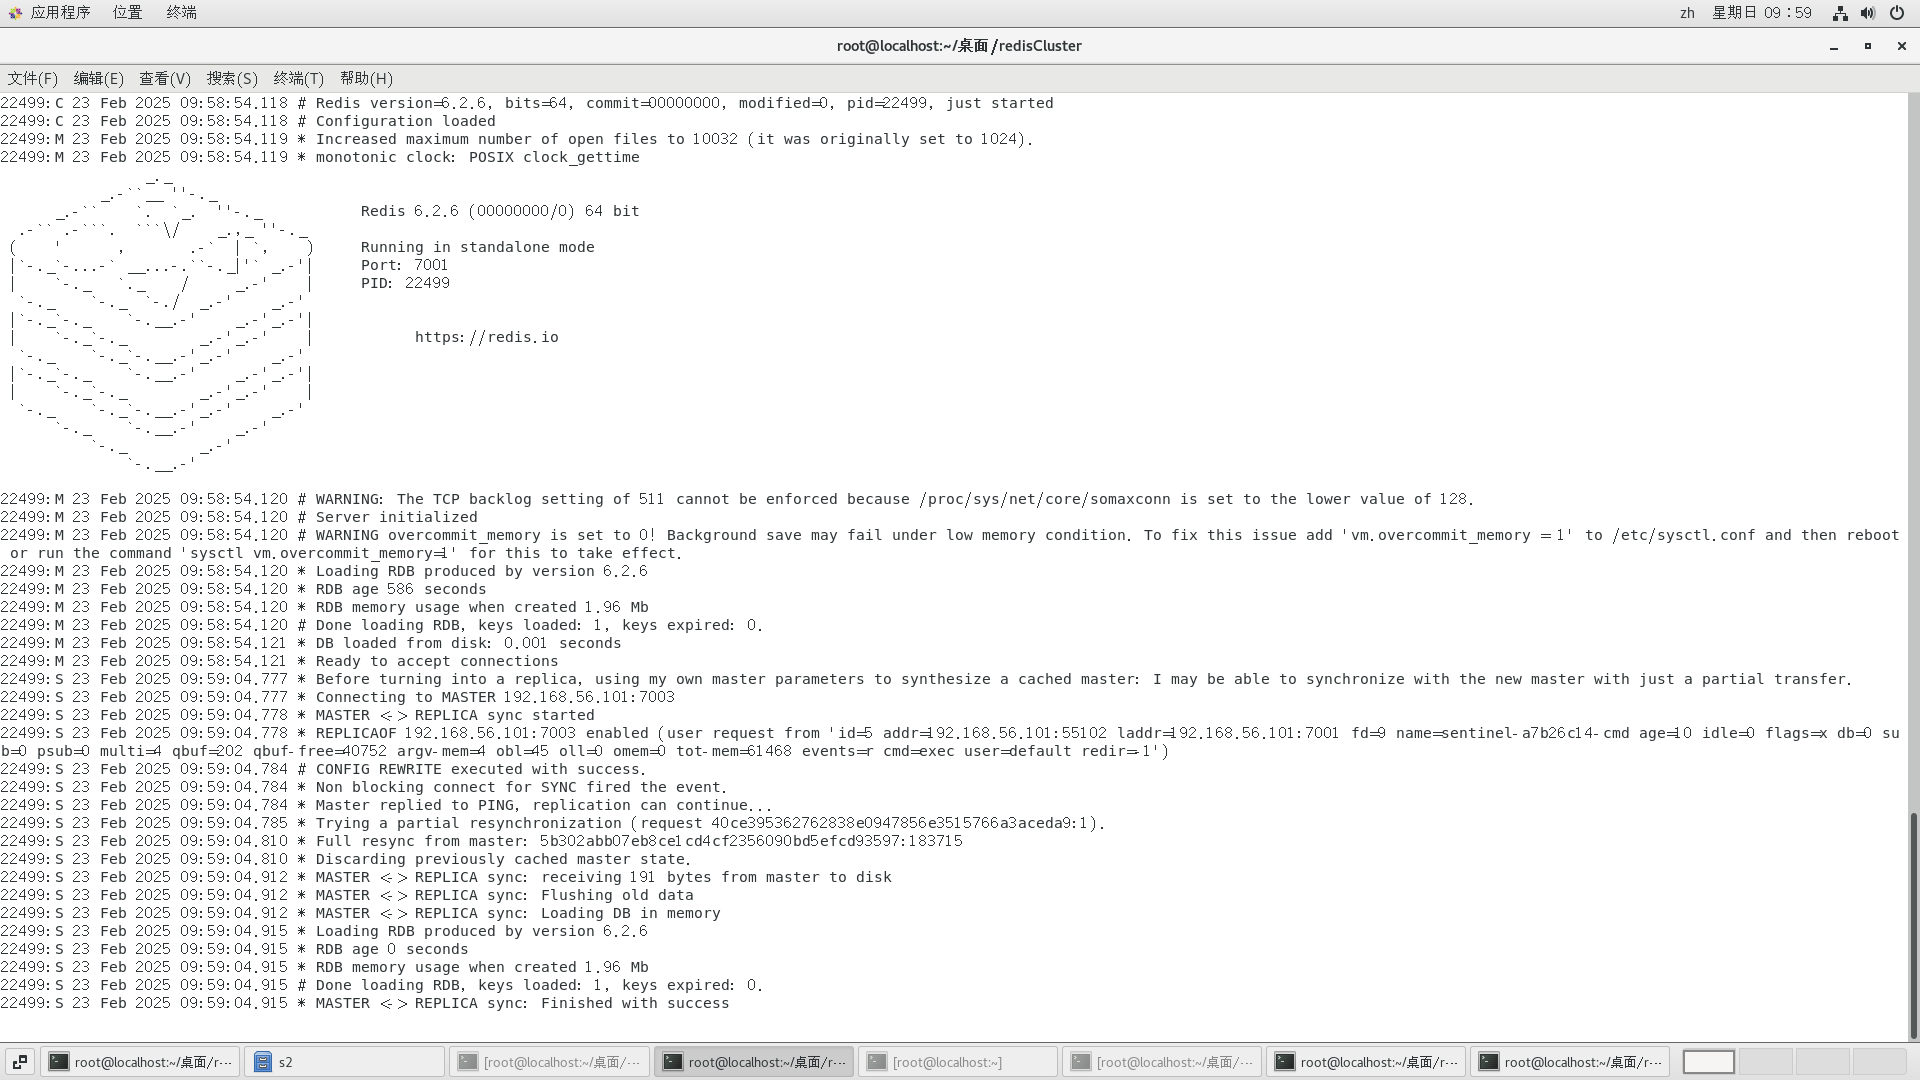 应用程序 位置 终端 zh 星期日 09:59
root@localhost:~/桌面/redisCluster
文件(F) 编辑(E) 查看(V) 搜索(S) 终端(T) 帮助(H)
22499:C 23 Feb 2025 09:58:54.118 # Redis version=6.2.6, bits=64, commit=00000000, modified=0, pid=22499, just started
22499:C 23 Feb 2025 09:58:54.118 # Configuration loaded
22499:M 23 Feb 2025 09:58:54.119 * Increased maximum number of open files to 10032 (it was originally set to 1024).
22499:M 23 Feb 2025 09:58:54.119 * monotonic clock: POSIX clock_gettime
Redis 6.2.6 (00000000/0) 64 bit
Running in standalone mode
Port: 7001
PID: 22499
https://redis.io
22499:M 23 Feb 2025 09:58:54.120 # WARNING: The TCP backlog setting of 511 cannot be enforced because /proc/sys/net/core/somaxconn is set to the lower value of 128.
22499:M 23 Feb 2025 09:58:54.120 # Server initialized
22499:M 23 Feb 2025 09:58:54.120 # WARNING overcommit_memory is set to 0! Background save may fail under low memory condition. To fix this issue add 'vm.overcommit_memory = 1' to /etc/sysctl.conf and then reboot
or run the command 'sysctl vm.overcommit_memory=1' for this to take effect.
22499:M 23 Feb 2025 09:58:54.120 * Loading RDB produced by version 6.2.6
22499:M 23 Feb 2025 09:58:54.120 * RDB age 586 seconds
22499:M 23 Feb 2025 09:58:54.120 * RDB memory usage when created 1.96 Mb
22499:M 23 Feb 2025 09:58:54.120 # Done loading RDB, keys loaded: 1, keys expired: 0.
22499:M 23 Feb 2025 09:58:54.121 * DB loaded from disk: 0.001 seconds
22499:M 23 Feb 2025 09:58:54.121 * Ready to accept connections
22499:S 23 Feb 2025 09:59:04.777 * Before turning into a replica, using my own master parameters to synthesize a cached master: I may be able to synchronize with the new master with just a partial transfer.
22499:S 23 Feb 2025 09:59:04.777 * Connecting to MASTER 192.168.56.101:7003
22499:S 23 Feb 2025 09:59:04.778 * MASTER <-> REPLICA sync started
22499:S 23 Feb 2025 09:59:04.778 * REPLICAOF 192.168.56.101:7003 enabled (user request from 'id=5 addr=192.168.56.101:55102 laddr=192.168.56.101:7001 fd=9 name=sentinel-a7b26c14-cmd age=10 idle=0 flags=x db=0 su
b=0 psub=0 multi=4 qbuf=202 qbuf-free=40752 argv-mem=4 obl=45 oll=0 omem=0 tot-mem=61468 events=r cmd=exec user=default redir=-1')
22499:S 23 Feb 2025 09:59:04.784 # CONFIG REWRITE executed with success.
22499:S 23 Feb 2025 09:59:04.784 * Non blocking connect for SYNC fired the event.
22499:S 23 Feb 2025 09:59:04.784 * Master replied to PING, replication can continue...
22499:S 23 Feb 2025 09:59:04.785 * Trying a partial resynchronization (request 40ce395362762838e0947856e3515766a3aceda9:1).
22499:S 23 Feb 2025 09:59:04.810 * Full resync from master: 5b302abb07eb8ce1cd4cf2356090bd5efcd93597:183715
22499:S 23 Feb 2025 09:59:04.810 * Discarding previously cached master state.
22499:S 23 Feb 2025 09:59:04.912 * MASTER <-> REPLICA sync: receiving 191 bytes from master to disk
22499:S 23 Feb 2025 09:59:04.912 * MASTER <-> REPLICA sync: Flushing old data
22499:S 23 Feb 2025 09:59:04.912 * MASTER <-> REPLICA sync: Loading DB in memory
22499:S 23 Feb 2025 09:59:04.915 * Loading RDB produced by version 6.2.6
22499:S 23 Feb 2025 09:59:04.915 * RDB age 0 seconds
22499:S 23 Feb 2025 09:59:04.915 * RDB memory usage when created 1.96 Mb
22499:S 23 Feb 2025 09:59:04.915 # Done loading RDB, keys loaded: 1, keys expired: 0.
22499:S 23 Feb 2025 09:59:04.915 * MASTER <-> REPLICA sync: Finished with success
root@localhost:~/桌面/r··· s2 [root@localhost:~/桌面/··· root@localhost:~/桌面/r··· [root@localhost:~] [root@localhost:~/桌面/··· root@localhost:~/桌面/r··· root@localhost:~/桌面/r···